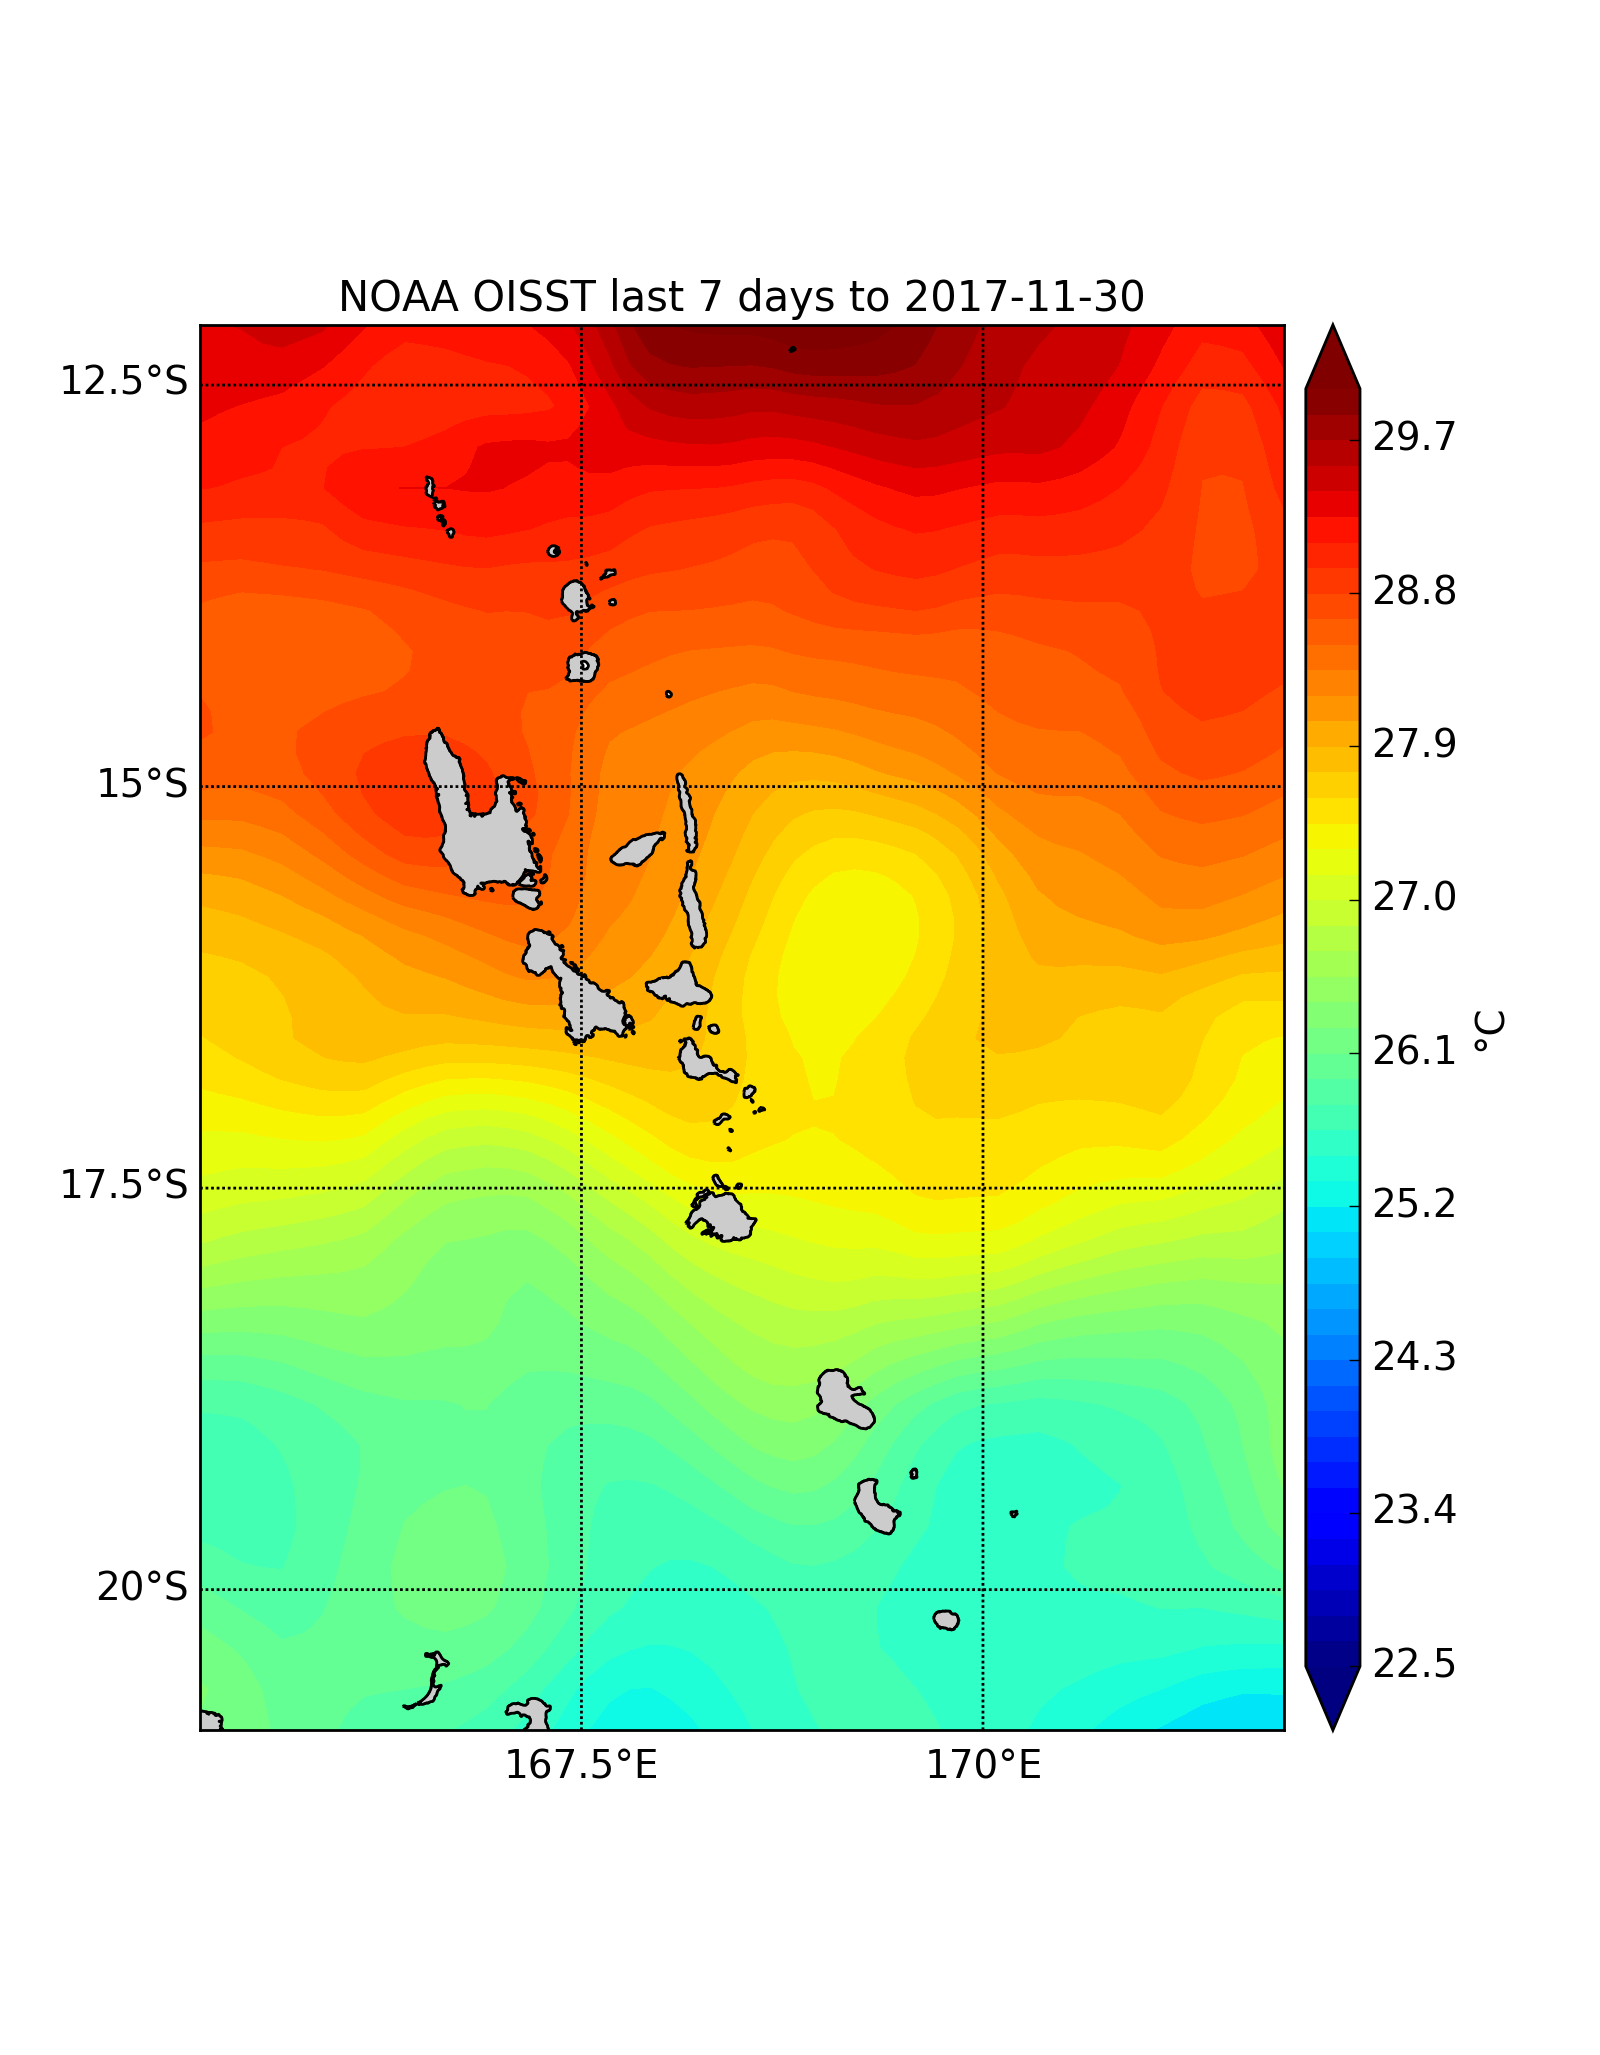 NOAA OISST last 7 days to 2017-11-30
12.5°S
15°S
17.5°S
20°S
167.5°E
170°E
29.7
28.8
27.9
27.0
26.1
25.2
24.3
23.4
22.5
°C